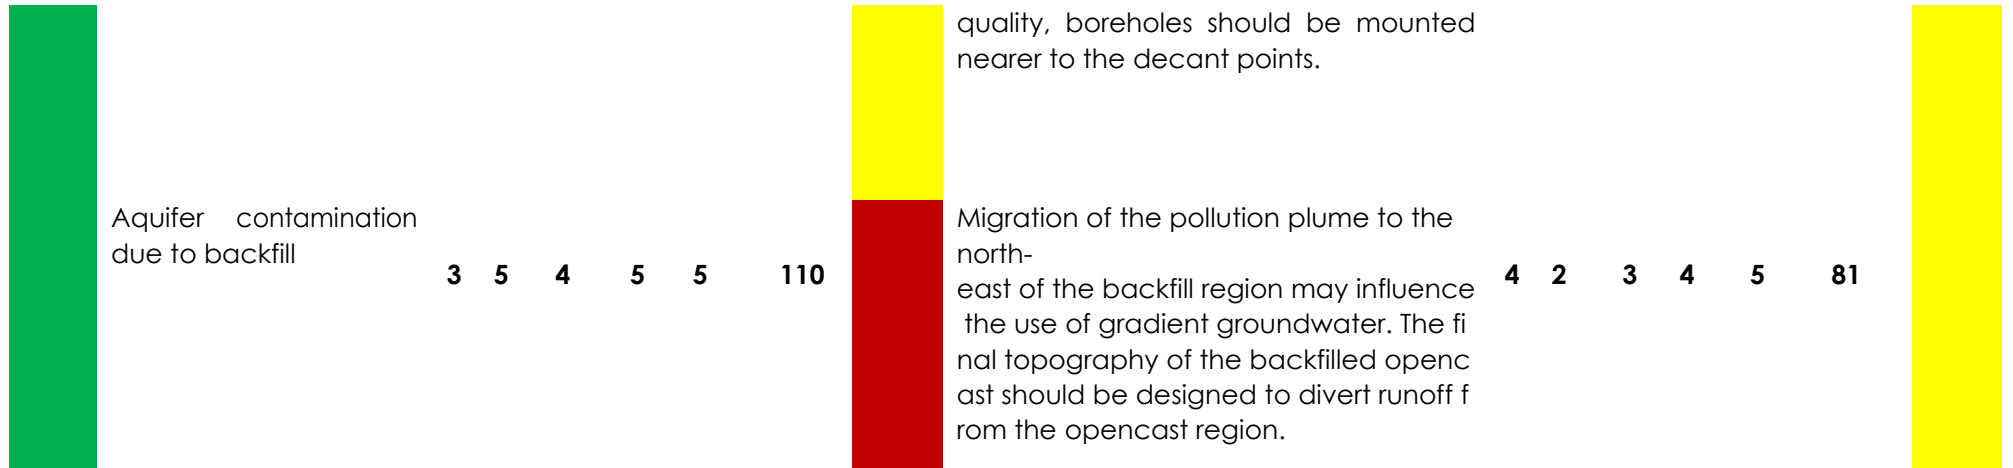 quality, boreholes should be mounted
nearer to the decant points.
Aquifer contamination
due to backfill
3 5 4 5 5 110
Migration of the pollution plume to the
north-
east of the backfill region may influence
the use of gradient groundwater. The fi
nal topography of the backfilled openc
ast should be designed to divert runoff f
rom the opencast region.
4 2 3 4 5 81